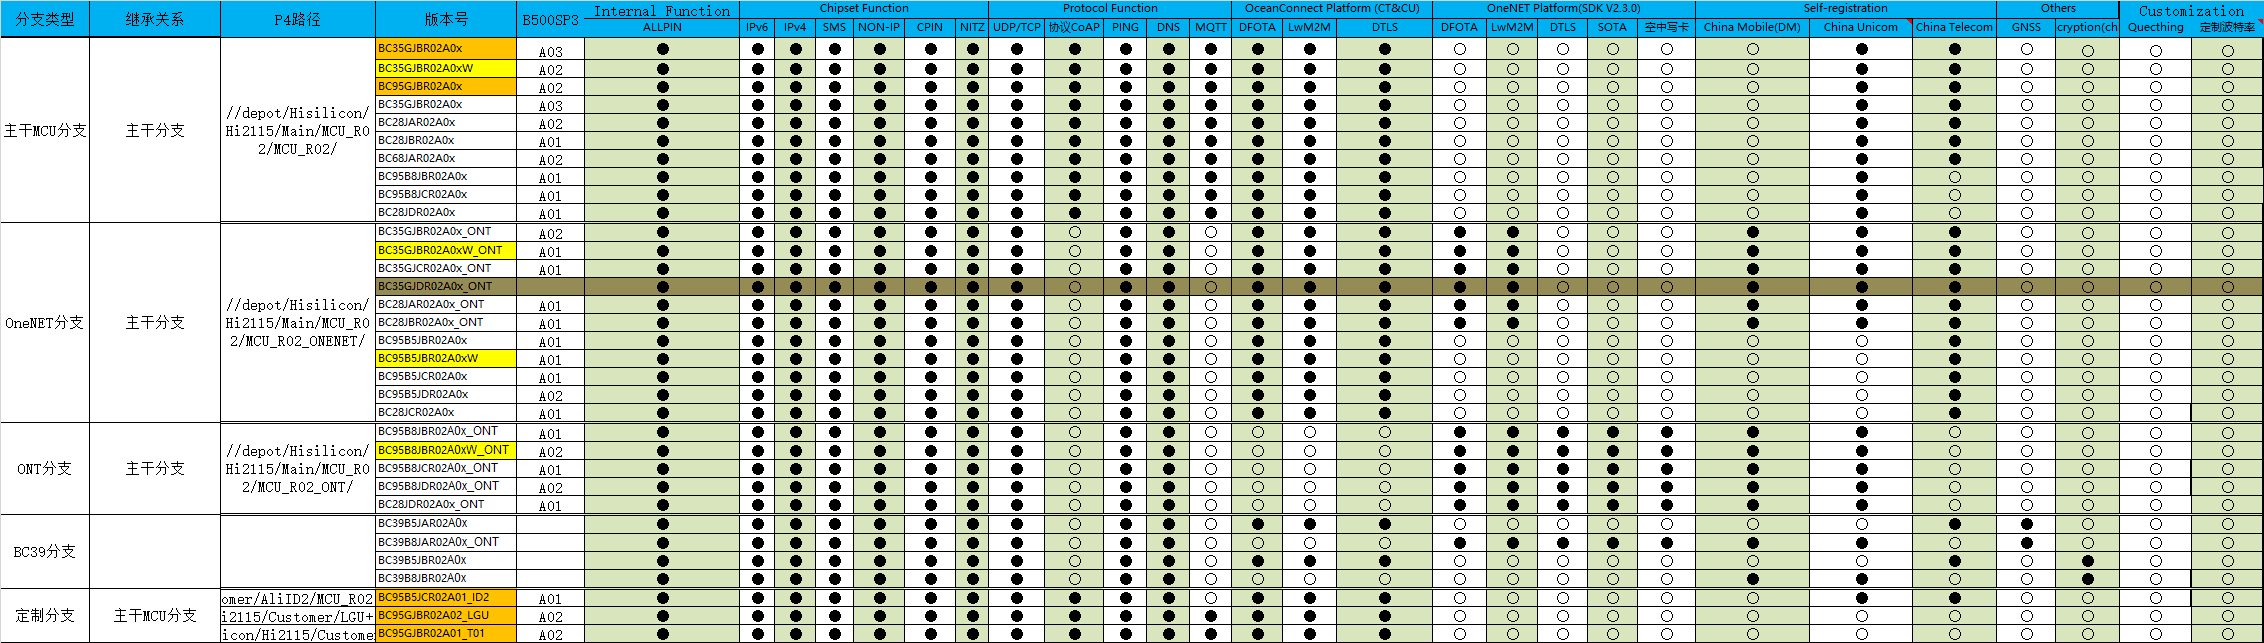 分支类型 继承关系 P4路径 版本号 B500SP3 Internal Function Chipset Function Protocol Function OceanConnect Platform (CT&CU) OneNET Platform(SDK V2.3.0) Self-registration Others Customization
ALLPIN IPv6 IPv4 SMS NON-IP CPIN NITZ UDP/TCP 协议CoAP PING DNS MQTT DFOTA LwM2M DTLS DFOTA LwM2M DTLS SOTA 空中写卡 China Mobile(DM) China Unicom China Telecom GNSS cryption(ch Quecthing 定制波特率
主干MCU分支 主干分支
//depot/Hisilicon/
Hi2115/Main/MCU_R0
2/MCU_R02/
BC35GJBR02A0x A03 ● ● ● ● ● ● ● ● ● ● ● ● ● ● ● ○ ○ ○ ○ ○ ○ ● ● ○ ○ ○ ○
BC35GJBR02A0xW A02 ● ● ● ● ● ● ● ● ● ● ● ● ● ● ● ○ ○ ○ ○ ○ ○ ● ● ○ ○ ○ ○
BC95GJBR02A0x A02 ● ● ● ● ● ● ● ● ● ● ● ● ● ● ● ○ ○ ○ ○ ○ ○ ● ● ○ ○ ○ ○
BC35GJBR02A0x A03 ● ● ● ● ● ● ● ● ● ● ● ● ● ● ● ○ ○ ○ ○ ○ ○ ● ● ○ ○ ○ ○
BC28JAR02A0x A02 ● ● ● ● ● ● ● ● ● ● ● ● ● ● ● ○ ○ ○ ○ ○ ○ ● ● ○ ○ ○ ○
BC28JBR02A0x A01 ● ● ● ● ● ● ● ● ● ● ● ● ● ● ● ○ ○ ○ ○ ○ ○ ● ● ○ ○ ○ ○
BC68JAR02A0x A02 ● ● ● ● ● ● ● ● ● ● ● ● ● ● ● ○ ○ ○ ○ ○ ○ ● ● ○ ○ ○ ○
BC95B8JBR02A0x A01 ● ● ● ● ● ● ● ● ● ● ● ● ● ● ● ○ ○ ○ ○ ○ ○ ● ○ ○ ○ ○ ○
BC95B8JCR02A0x A01 ● ● ● ● ● ● ● ● ● ● ● ● ● ● ● ○ ○ ○ ○ ○ ○ ● ○ ○ ○ ○ ○
BC28JDR02A0x A01 ● ● ● ● ● ● ● ● ● ● ● ● ● ● ● ○ ○ ○ ○ ○ ○ ● ○ ○ ○ ○ ○
OneNET分支 主干分支
//depot/Hisilicon/
Hi2115/Main/MCU_R0
2/MCU_R02_ONENET/
BC35GJBR02A0x_ONT A02 ● ● ● ● ● ● ● ● ○ ● ● ○ ● ● ● ● ● ○ ○ ○ ● ● ● ○ ○ ○ ○
BC35GJBR02A0xW_ONT A01 ● ● ● ● ● ● ● ● ○ ● ● ○ ● ● ● ● ● ○ ○ ○ ● ● ● ○ ○ ○ ○
BC35GJCR02A0x_ONT A01 ● ● ● ● ● ● ● ● ○ ● ● ○ ● ● ● ● ● ○ ○ ○ ● ● ● ○ ○ ○ ○
BC35GJDR02A0x_ONT ● ● ● ● ● ● ● ● ○ ● ● ○ ● ● ● ● ● ○ ○ ○ ● ● ● ○ ○ ○ ○
BC28JAR02A0x_ONT A01 ● ● ● ● ● ● ● ● ○ ● ● ○ ● ● ● ● ● ○ ○ ○ ● ● ● ○ ○ ○ ○
BC28JBR02A0x_ONT A01 ● ● ● ● ● ● ● ● ○ ● ● ○ ● ● ● ● ● ○ ○ ○ ● ● ● ○ ○ ○ ○
BC95B5JBR02A0x A01 ● ● ● ● ● ● ● ● ○ ● ● ○ ● ● ● ○ ○ ○ ○ ○ ○ ○ ● ○ ○ ○ ○
BC95B5JBR02A0xW A01 ● ● ● ● ● ● ● ● ○ ● ● ○ ● ● ● ○ ○ ○ ○ ○ ○ ○ ● ○ ○ ○ ○
BC95B5JCR02A0x A01 ● ● ● ● ● ● ● ● ○ ● ● ○ ● ● ● ○ ○ ○ ○ ○ ○ ○ ● ○ ○ ○ ○
BC95B5JDR02A0x A02 ● ● ● ● ● ● ● ● ○ ● ● ○ ● ● ● ○ ○ ○ ○ ○ ○ ○ ● ○ ○ ○ ○
BC28JCR02A0x A01 ● ● ● ● ● ● ● ● ○ ● ● ○ ● ● ● ○ ○ ○ ○ ○ ○ ○ ● ○ ○ ○ ○
ONT分支 主干分支
//depot/Hisilicon/
Hi2115/Main/MCU_R0
2/MCU_R02_ONT/
BC95B8JBR02A0x_ONT A01 ● ● ● ● ● ● ● ● ○ ● ● ○ ○ ○ ○ ● ● ● ● ● ● ● ○ ○ ○ ○ ○
BC95B8JBR02A0xW_ONT A02 ● ● ● ● ● ● ● ● ○ ● ● ○ ○ ○ ○ ● ● ● ● ● ● ● ○ ○ ○ ○ ○
BC95B8JCR02A0x_ONT A01 ● ● ● ● ● ● ● ● ○ ● ● ○ ○ ○ ○ ● ● ● ● ● ● ● ○ ○ ○ ○ ○
BC95B8JDR02A0x_ONT A02 ● ● ● ● ● ● ● ● ○ ● ● ○ ○ ○ ○ ● ● ● ● ● ● ● ○ ○ ○ ○ ○
BC28JDR02A0x_ONT A01 ● ● ● ● ● ● ● ● ○ ● ● ○ ○ ○ ○ ● ● ● ● ● ● ● ○ ○ ○ ○ ○
BC39分支
BC39B5JAR02A0x ● ● ● ● ● ● ● ● ○ ● ● ○ ● ● ● ○ ○ ○ ○ ○ ○ ○ ● ● ○ ○ ○
BC39B8JAR02A0x_ONT ● ● ● ● ● ● ● ● ○ ● ● ○ ○ ○ ○ ● ● ● ● ● ● ● ○ ● ○ ○ ○
BC39B5JBR02A0x ● ● ● ● ● ● ● ● ○ ● ● ○ ● ● ● ○ ○ ○ ○ ○ ○ ○ ● ○ ● ○ ○
BC39B8JBR02A0x ● ● ● ● ● ● ● ● ○ ● ● ○ ○ ○ ○ ○ ○ ○ ○ ○ ● ● ○ ○ ● ○ ○
定制分支 主干MCU分支
omer/AliID2/MCU_R02 BC95B5JCR02A01_ID2 A01 ● ● ● ● ● ● ● ● ● ● ● ○ ● ● ● ○ ○ ○ ○ ○ ○ ● ● ○ ○ ○ ○
i2115/Customer/LGU+ BC95GJBR02A02_LGU A02 ● ● ● ● ● ● ● ● ● ● ● ● ● ● ● ○ ○ ○ ○ ○ ○ ○ ○ ○ ○ ○ ○
icon/Hi2115/Custome BC95GJBR02A01_T01 A02 ● ● ● ● ● ● ● ● ● ● ● ● ● ● ● ○ ○ ○ ○ ○ ○ ○ ○ ○ ○ ○ ○